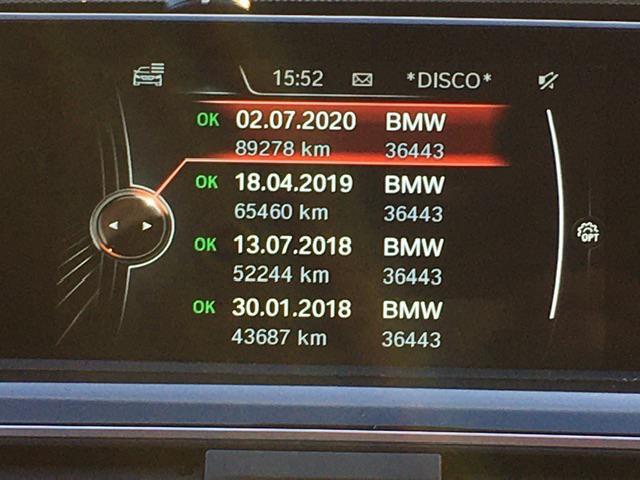 15:52 *DISCO*
OK 02.07.2020 BMW
89278 km 36443
OK 18.04.2019 BMW
65460 km 36443
OK 13.07.2018 BMW
52244 km 36443
OPT
OK 30.01.2018 BMW
43687 km 36443